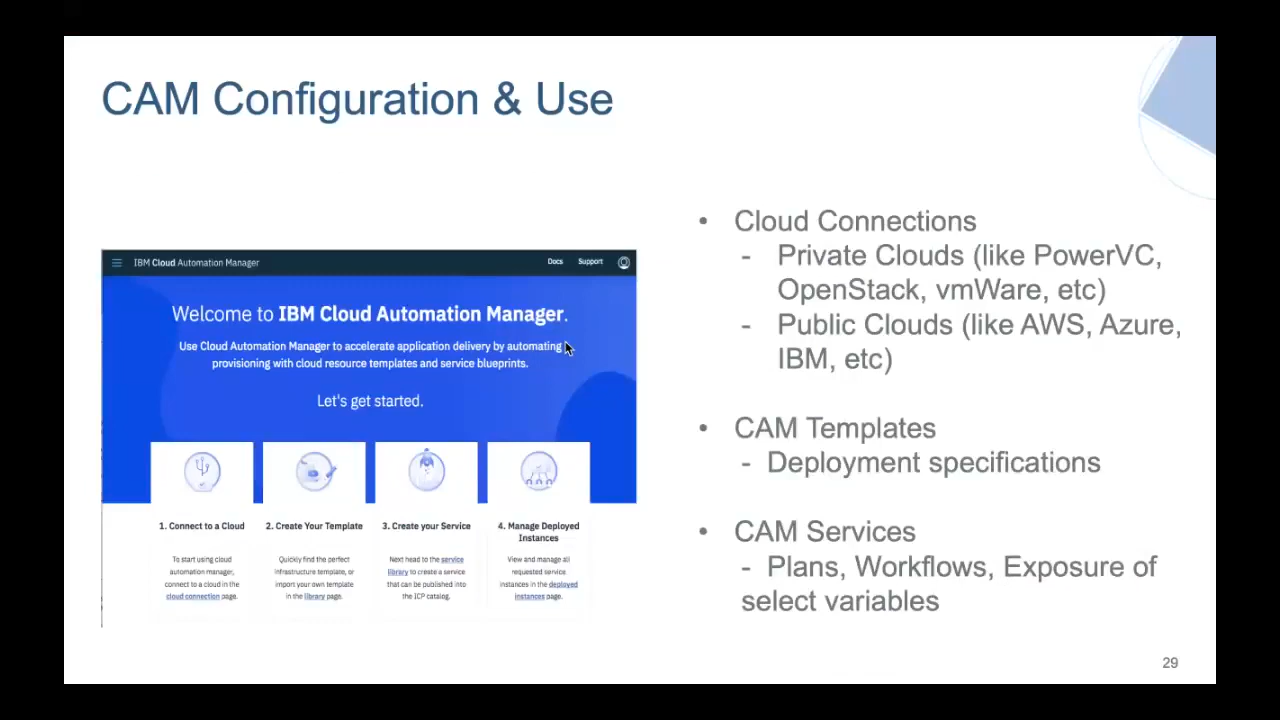 CAM Configuration & Use
IBM Cloud Automation Manager
Docs
Support
Welcome to IBM Cloud Automation Manager.
Use Cloud Automation Manager to accelerate application delivery by automating
provisioning with cloud resource templates and service blueprints.
Let's get started.
1. Connect to a Cloud
To start using cloud
automation manager,
connect to a cloud in the
cloud connection page.
2. Create Your Template
Quickly find the perfect
infrastructure template, or
import your own template
in the library page.
3. Create your Service
Next head to the service
library to create a service
that can be published into
the ICP catalog.
4. Manage Deployed
Instances
View and manage all
requested service
instances in the deployed
instances page.
• Cloud Connections
- Private Clouds (like PowerVC,
OpenStack, vmWare, etc)
- Public Clouds (like AWS, Azure,
IBM, etc)
• CAM Templates
- Deployment specifications
• CAM Services
- Plans, Workflows, Exposure of
select variables
29